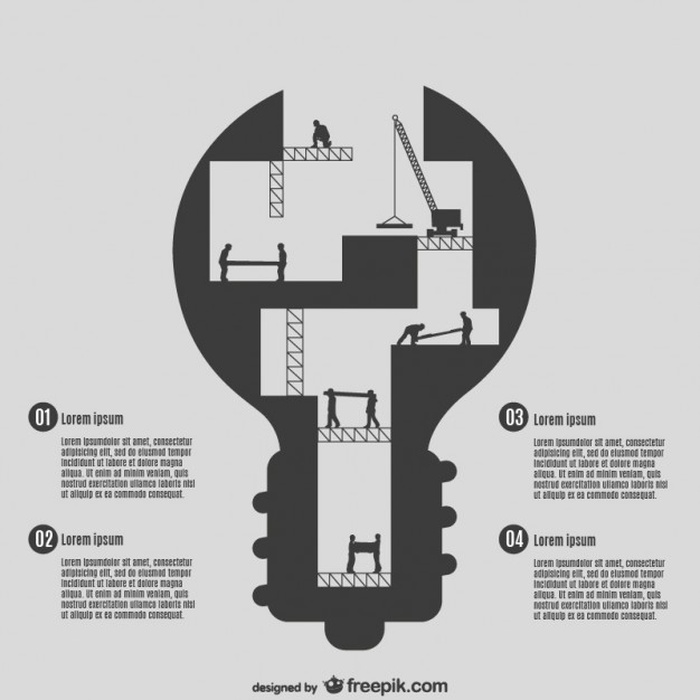 01 Lorem ipsum
Lorem ipsumdolor sit amet, consectetur
adipisicing elit, sed do eiusmod tempor
incididunt ut labore et dolore magna
aliqua. Ut enim ad minim veniam, quis
nostrud exercitation ullamco laboris nisi
ut aliquip ex ea commodo consequat.
02 Lorem ipsum
Lorem ipsumdolor sit amet, consectetur
adipisicing elit, sed do eiusmod tempor
incididunt ut labore et dolore magna
aliqua. Ut enim ad minim veniam, quis
nostrud exercitation ullamco laboris nisi
ut aliquip ex ea commodo consequat.
03 Lorem ipsum
Lorem ipsumdolor sit amet, consectetur
adipisicing elit, sed do eiusmod tempor
incididunt ut labore et dolore magna
aliqua. Ut enim ad minim veniam, quis
nostrud exercitation ullamco laboris nisi
ut aliquip ex ea commodo consequat.
04 Lorem ipsum
Lorem ipsumdolor sit amet, consectetur
adipisicing elit, sed do eiusmod tempor
incididunt ut labore et dolore magna
aliqua. Ut enim ad minim veniam, quis
nostrud exercitation ullamco laboris nisi
ut aliquip ex ea commodo consequat.
designed by freepik.com